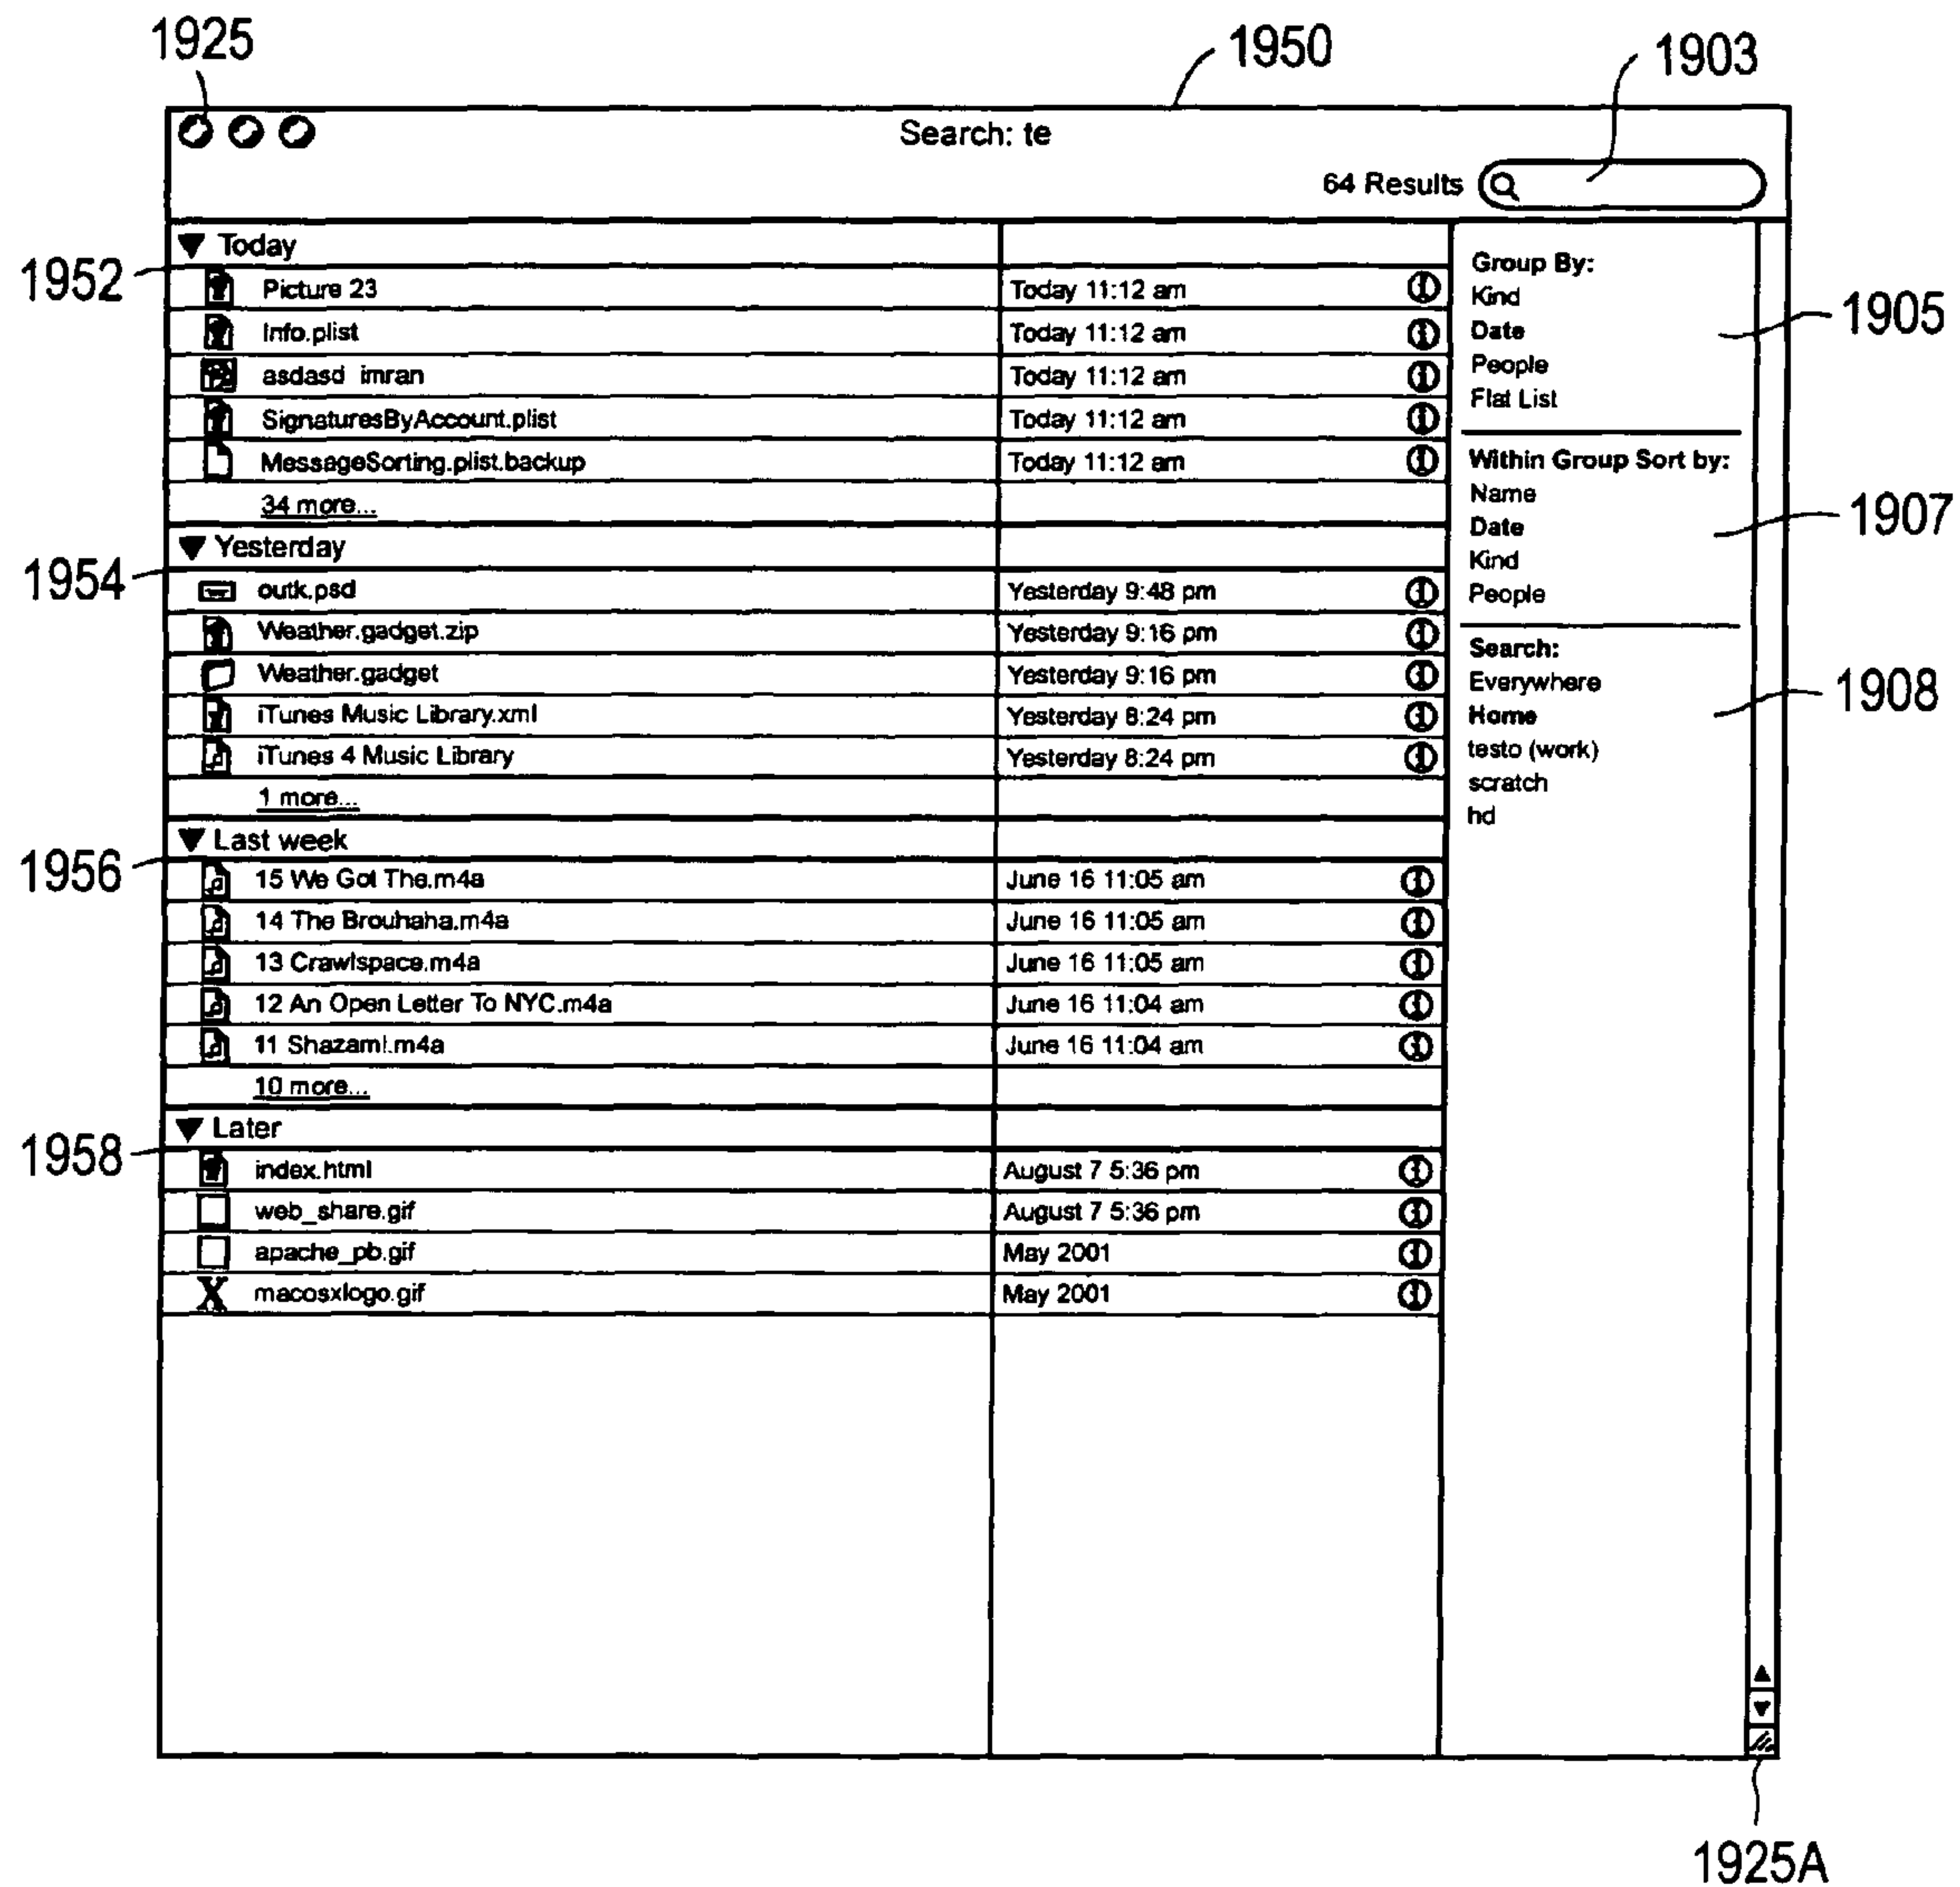 1925
1950
1903
Search: te
64 Results
Today
1952
Picture 23 Today 11:12 am
Info.plist Today 11:12 am
asdasd imran Today 11:12 am
SignaturesByAccount.plist Today 11:12 am
MessageSorting.plist.backup Today 11:12 am
34 more...
Yesterday
1954
outk.psd Yesterday 9:48 pm
Weather.gadget.zip Yesterday 9:16 pm
Weather.gadget Yesterday 9:16 pm
iTunes Music Library.xml Yesterday 8:24 pm
iTunes 4 Music Library Yesterday 8:24 pm
1 more...
Last week
1956
15 We Got The.m4a June 16 11:05 am
14 The Brouhaha.m4a June 16 11:05 am
13 Crawlspace.m4a June 16 11:05 am
12 An Open Letter To NYC.m4a June 16 11:04 am
11 Shazam!.m4a June 16 11:04 am
10 more...
Later
1958
index.html August 7 5:36 pm
web_share.gif August 7 5:36 pm
apache_pb.gif May 2001
X macosxlogo.gif May 2001
Group By:
Kind
Date
People
Flat List
1905
Within Group Sort by:
Name
Date
Kind
People
1907
Search:
Everywhere
Home
testo (work)
scratch
hd
1908
1925A